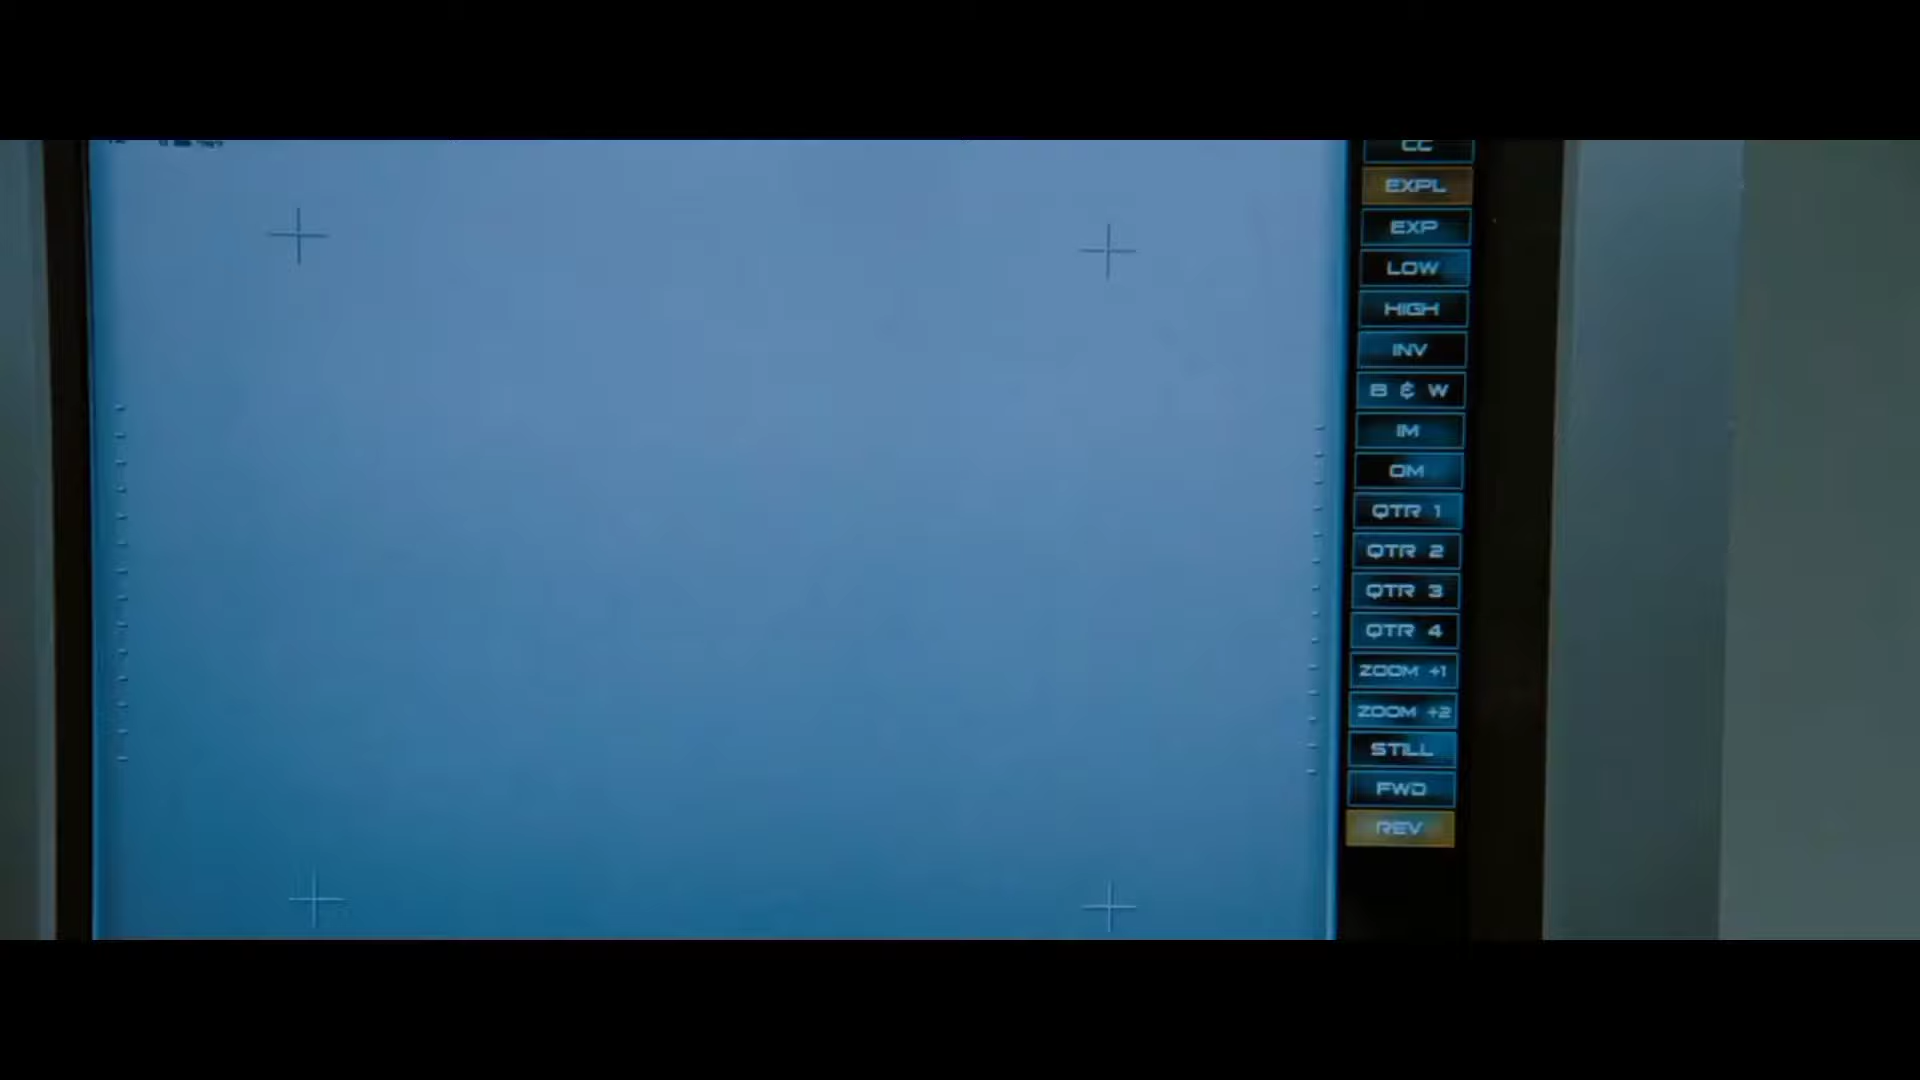 CC
EXPL
EXP
LOW
HIGH
INV
B & W
IM
OM
QTR 1
QTR 2
QTR 3
QTR 4
ZOOM +1
ZOOM +2
STILL
FWD
REV